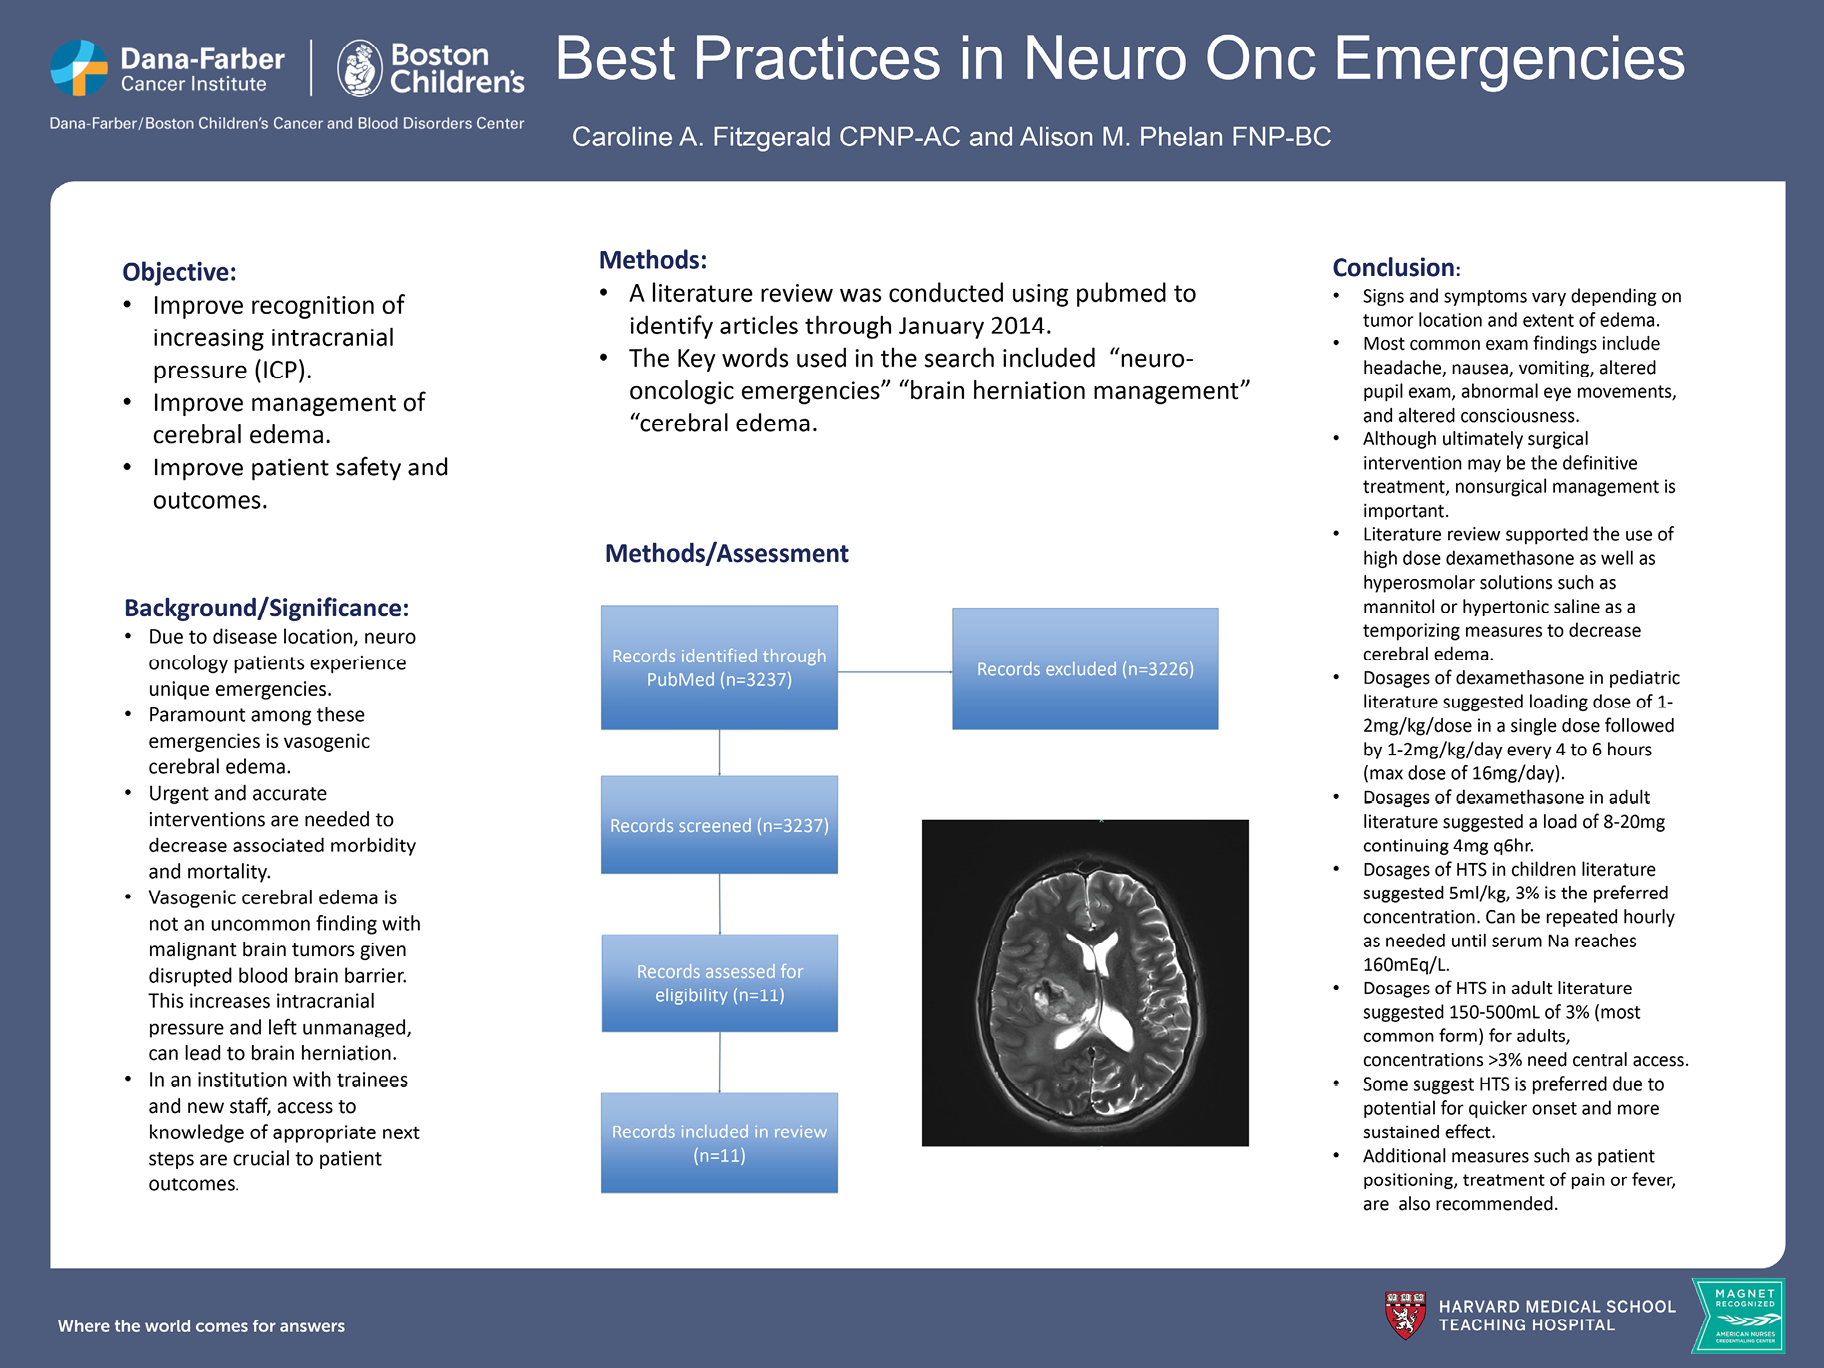 Dana-Farber
Cancer Institute
Boston
Children's
Dana-Farber/Boston Children's Cancer and Blood Disorders Center
Best Practices in Neuro Onc Emergencies
Caroline A. Fitzgerald CPNP-AC and Alison M. Phelan FNP-BC
Objective:
• Improve recognition of
increasing intracranial
pressure (ICP).
• Improve management of
cerebral edema.
• Improve patient safety and
outcomes.
Background/Significance:
• Due to disease location, neuro
oncology patients experience
unique emergencies.
• Paramount among these
emergencies is vasogenic
cerebral edema.
• Urgent and accurate
interventions are needed to
decrease associated morbidity
and mortality.
• Vasogenic cerebral edema is
not an uncommon finding with
malignant brain tumors given
disrupted blood brain barrier.
This increases intracranial
pressure and left unmanaged,
can lead to brain herniation.
• In an institution with trainees
and new staff, access to
knowledge of appropriate next
steps are crucial to patient
outcomes.
Methods:
• A literature review was conducted using pubmed to
identify articles through January 2014.
• The Key words used in the search included “neuro-
oncologic emergencies” “brain herniation management”
“cerebral edema.
Methods/Assessment
Records identified through
PubMed (n=3237)
Records excluded (n=3226)
Records screened (n=3237)
Records assessed for
eligibility (n=11)
Records included in review
(n=11)
Conclusion:
• Signs and symptoms vary depending on
tumor location and extent of edema.
• Most common exam findings include
headache, nausea, vomiting, altered
pupil exam, abnormal eye movements,
and altered consciousness.
• Although ultimately surgical
intervention may be the definitive
treatment, nonsurgical management is
important.
• Literature review supported the use of
high dose dexamethasone as well as
hyperosmolar solutions such as
mannitol or hypertonic saline as a
temporizing measures to decrease
cerebral edema.
• Dosages of dexamethasone in pediatric
literature suggested loading dose of 1-
2mg/kg/dose in a single dose followed
by 1-2mg/kg/day every 4 to 6 hours
(max dose of 16mg/day).
• Dosages of dexamethasone in adult
literature suggested a load of 8-20mg
continuing 4mg q6hr.
• Dosages of HTS in children literature
suggested 5ml/kg, 3% is the preferred
concentration. Can be repeated hourly
as needed until serum Na reaches
160mEq/L.
• Dosages of HTS in adult literature
suggested 150-500mL of 3% (most
common form) for adults,
concentrations >3% need central access.
• Some suggest HTS is preferred due to
potential for quicker onset and more
sustained effect.
• Additional measures such as patient
positioning, treatment of pain or fever,
are also recommended.
Where the world comes for answers
HARVARD MEDICAL SCHOOL
TEACHING HOSPITAL
MAGNET
RECOGNIZED
AMERICAN NURSES
CREDENTIALING CENTER